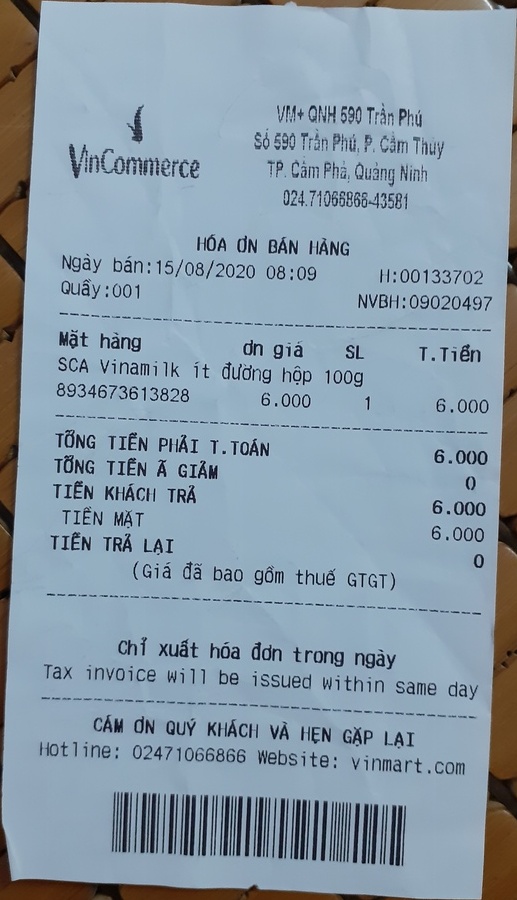 VinCommerce
VM+ QNH 590 Trần Phú
Số 590 Trần Phú, P. Cẩm Thủy
TP. Cẩm Phả, Quảng Ninh
024.71066866-43581
HÓA ƠN BÁN HÀNG
Ngày bán:15/08/2020 08:09 H:00133702
Quầy:001 NVBH:09020497
Mặt hàng ơn giá SL T.Tiền
SCA Vinamilk ít đường hộp 100g
8934673613828 6.000 1 6.000
TỔNG TIỀN PHẢI T.TOÁN 6.000
TỔNG TIỀN Ã GIẢM 0
TIỀN KHÁCH TRẢ 6.000
TIỀN MẶT 6.000
TIỀN TRẢ LẠI 0
(Giá đã bao gồm thuế GTGT)
Chỉ xuất hóa đơn trong ngày
Tax invoice will be issued within same day
CÁM ƠN QUÝ KHÁCH VÀ HẸN GẶP LẠI
Hotline: 02471066866 Website: vinmart.com